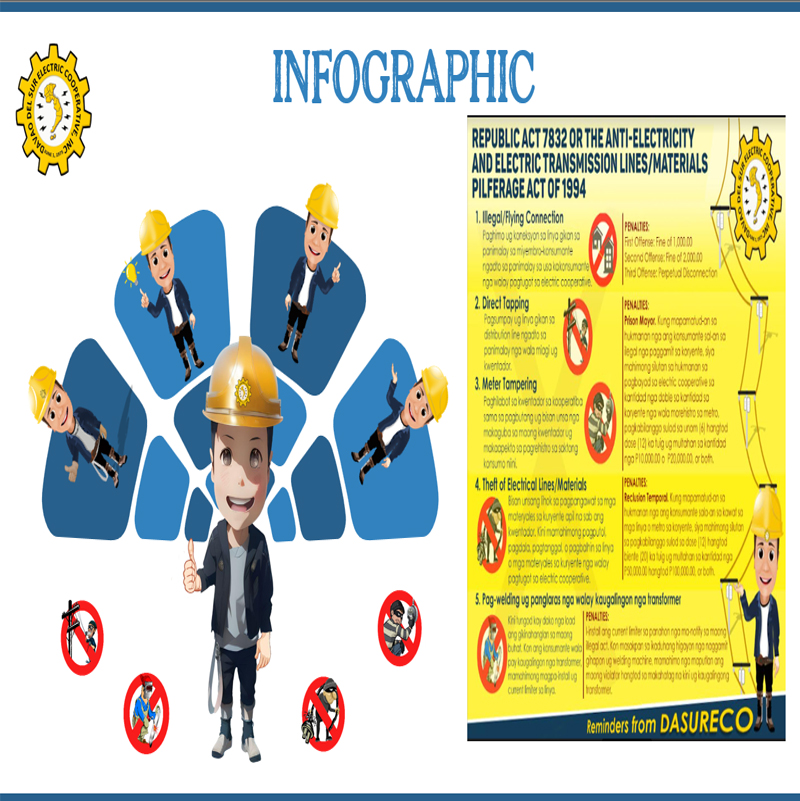 INFOGRAPHIC
DAVAO DEL SUR ELECTRIC COOPERATIVE, INC.
REPUBLIC ACT 7832 OR THE ANTI-ELECTRICITY
AND ELECTRIC TRANSMISSION LINES/MATERIALS
PILFERAGE ACT OF 1994
DAVAO DEL SUR ELECTRIC COOPERATIVE, INC.
1. Illegal/Flying Connection
Paghimo ug koneksyon sa linya gikan sa
panimalay sa miyembro-konsumante
ngadto sa panimalay sa usa ka konsumante
nga walay pagtugot sa electric cooperative.
PENALTIES:
First Offense: Fine of 1,000.00
Second Offense: Fine of 2,000.00
Third Offense: Perpetual Disconnection
2. Direct Tapping
Pagsumpay ug linya gikan sa
distribution line ngadto sa
panimalay nga wala miagi ug
kwentador.
3. Meter Tampering
Paghilabot sa kwentador sa kooperatiba
sama sa pagbutang ug bisan unsa nga
makaguba sa maong kwentador ug
makaapekto sa pagrehistro sa saktong
konsumo niini.
PENALTIES:
Prison Mayor. Kung mapamatud-an sa
hukmanan nga ang konsumante sal-an sa
ilegal nga paggamit sa koryente, siya
mahimong silutan sa hukmanan sa
pagbayad sa electric cooperative sa
kantidad nga doble sa kantidad sa
koryente nga wala morehistro sa metro,
pagkabilanggo sulod sa unom (6) hangtod
dose (12) ka tuig ug multahan sa kantidad
nga P10,000.00 o P20,000.00, or both.
4. Theft of Electrical Lines/Materials
Bisan unsang lihok sa pagpangawat sa mga
materyales sa kuryente apil na sab ang
kwentador. Kini mamahimong pagputol,
pagdala, pagtanggal, o pagbalhin sa linya
o mga materyales sa kuryente nga walay
pagtugot sa electric cooperative.
PENALTIES:
Reclusion Temporal. Kung mapamatud-an sa
hukmanan nga ang konsumante sala-an sa kawat sa
mga linya o metro sa koryente, siya mahimong silutan
sa pagkabilanggo sulod sa dose (12) hangtod
biente (20) ka tuig ug multahan sa kantidad nga
P50,000.00 hangtod P100,000.00, or both.
5. Pag-welding ug panglaras nga walay kaugalingon nga transformer
Kini tungod kay dako nga load
ang gikinahanglan sa maong
buhat. Kon ang konsumante wala
pay kaugalingon nga transformer,
mamahimong magpa-install ug
current limiter sa linya.
PENALTIES:
I-install ang current limiter sa panahon nga ma-notify sa maong
illegal act. Kon masakpan sa kaduhang higayon nga naggamit
gihapon ug welding machine, mamahimo nga maputlan ang
maong violator hangtod sa makahatag na kini ug kaugalingong
transformer.
Reminders from DASURECO